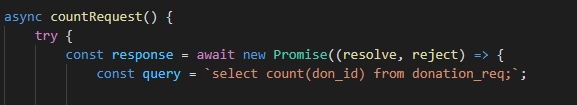 async countRequest() {
try {
const response = await new Promise((resolve, reject) => {
const query = `select count(don_id) from donation_req;`;